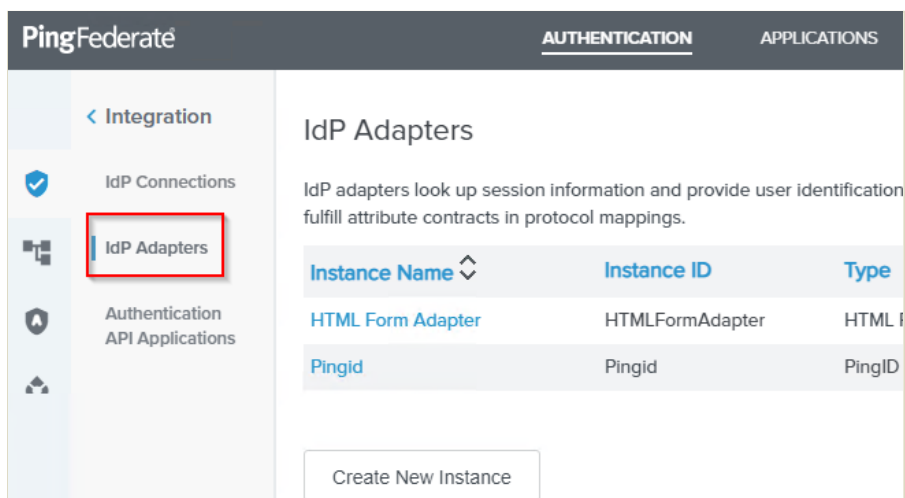 PingFederate
AUTHENTICATION
APPLICATIONS
Integration
IdP Connections
IdP Adapters
Authentication
API Applications
IdP Adapters
IdP adapters look up session information and provide user identification
fulfill attribute contracts in protocol mappings.
Instance Name Instance ID Type
HTML Form Adapter HTMLFormAdapter HTML
Pingid Pingid PingID
Create New Instance